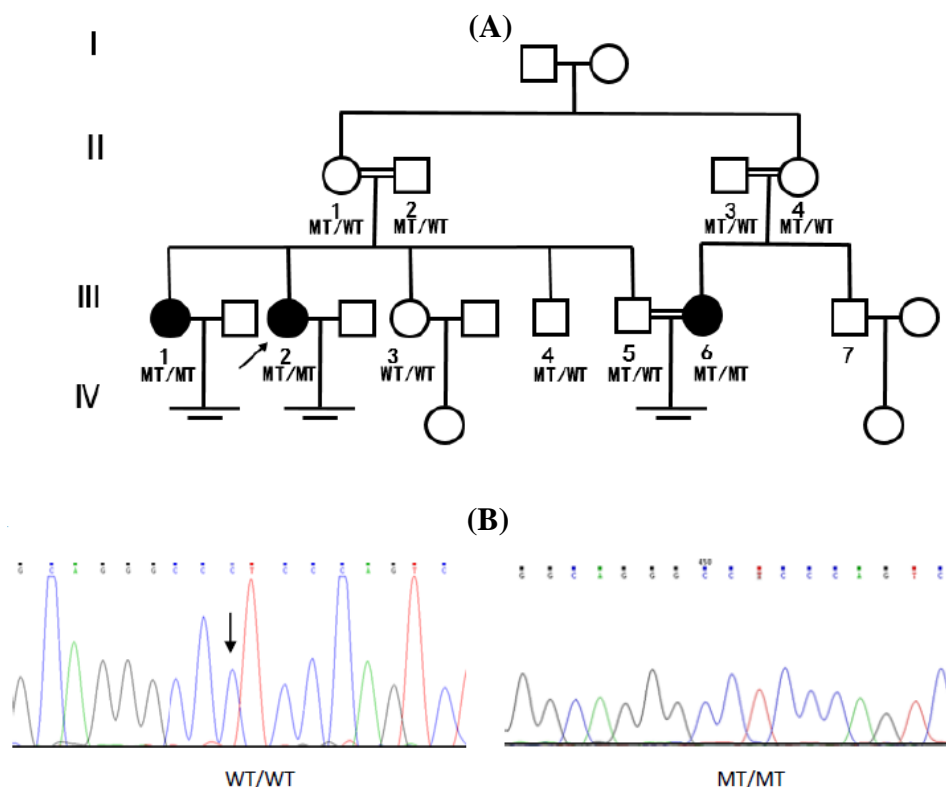 (A)
I
II
1 2 3 4
MT/WT MT/WT MT/WT MT/WT
III
1 2 3 4 5 6 7
MT/MT MT/MT WT/WT MT/WT MT/WT MT/MT
IV
(B)
G C A G G G C C C T C C C A G T C
450
G G C A G G G C C T C C C A G T C
WT/WT MT/MT